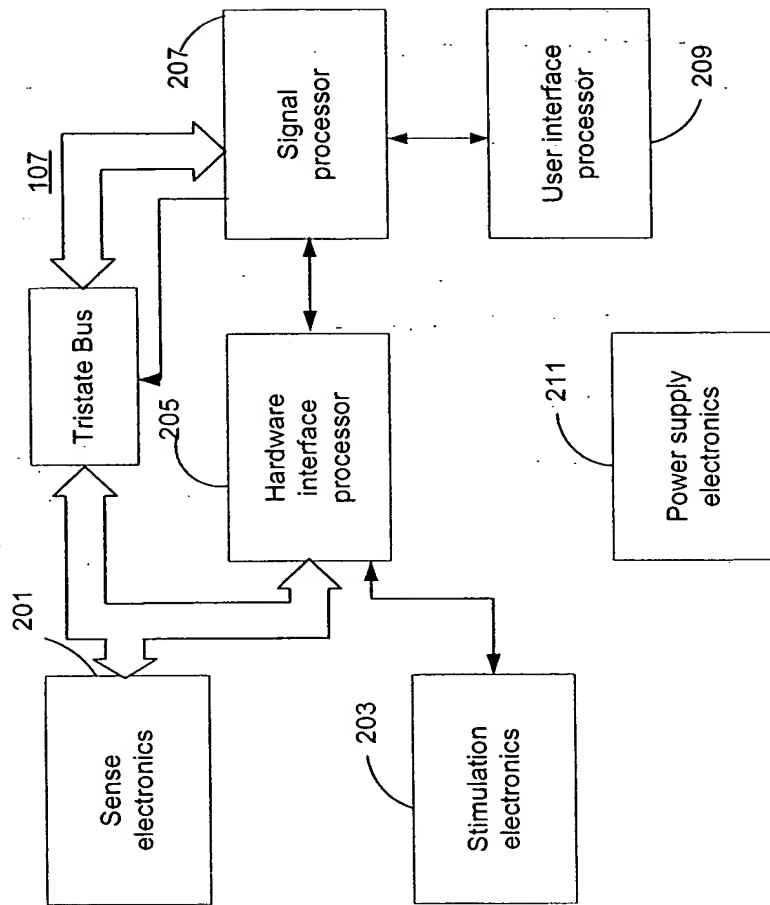 107
201
Sense
electronics
Tristate Bus
207
Signal
processor
205
Hardware
interface
processor
203
Stimulation
electronics
209
User interface
processor
211
Power supply
electronics